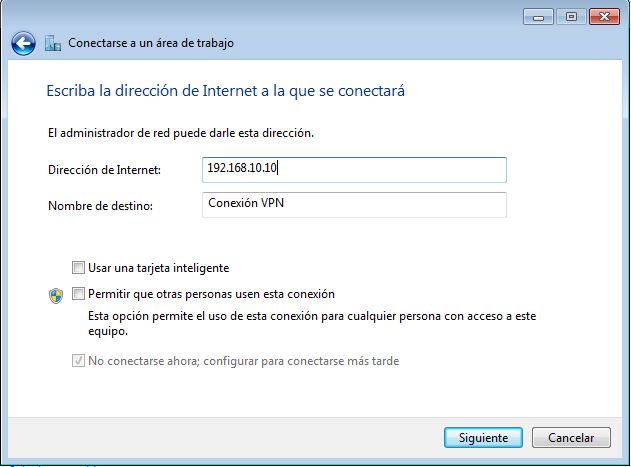 Conectarse a un área de trabajo
Escriba la dirección de Internet a la que se conectará
El administrador de red puede darle esta dirección.
Dirección de Internet:
192.168.10.10
Nombre de destino:
Conexión VPN
Usar una tarjeta inteligente
Permitir que otras personas usen esta conexión
Esta opción permite el uso de esta conexión para cualquier persona con acceso a este
equipo.
No conectarse ahora; configurar para conectarse más tarde
Siguiente
Cancelar